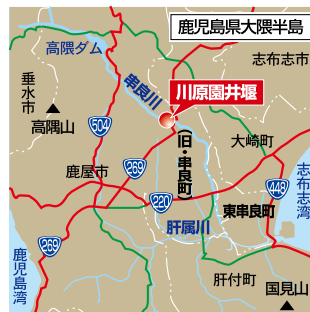 鹿児島県大隈半島
高隈ダム
志布志市
垂水市
串良川
川原園井堰
高隈山
504
(旧・串良町)
大崎町
269
鹿屋市
志布志湾
448
220
東串良町
肝属川
269
鹿児島湾
肝付町
国見山